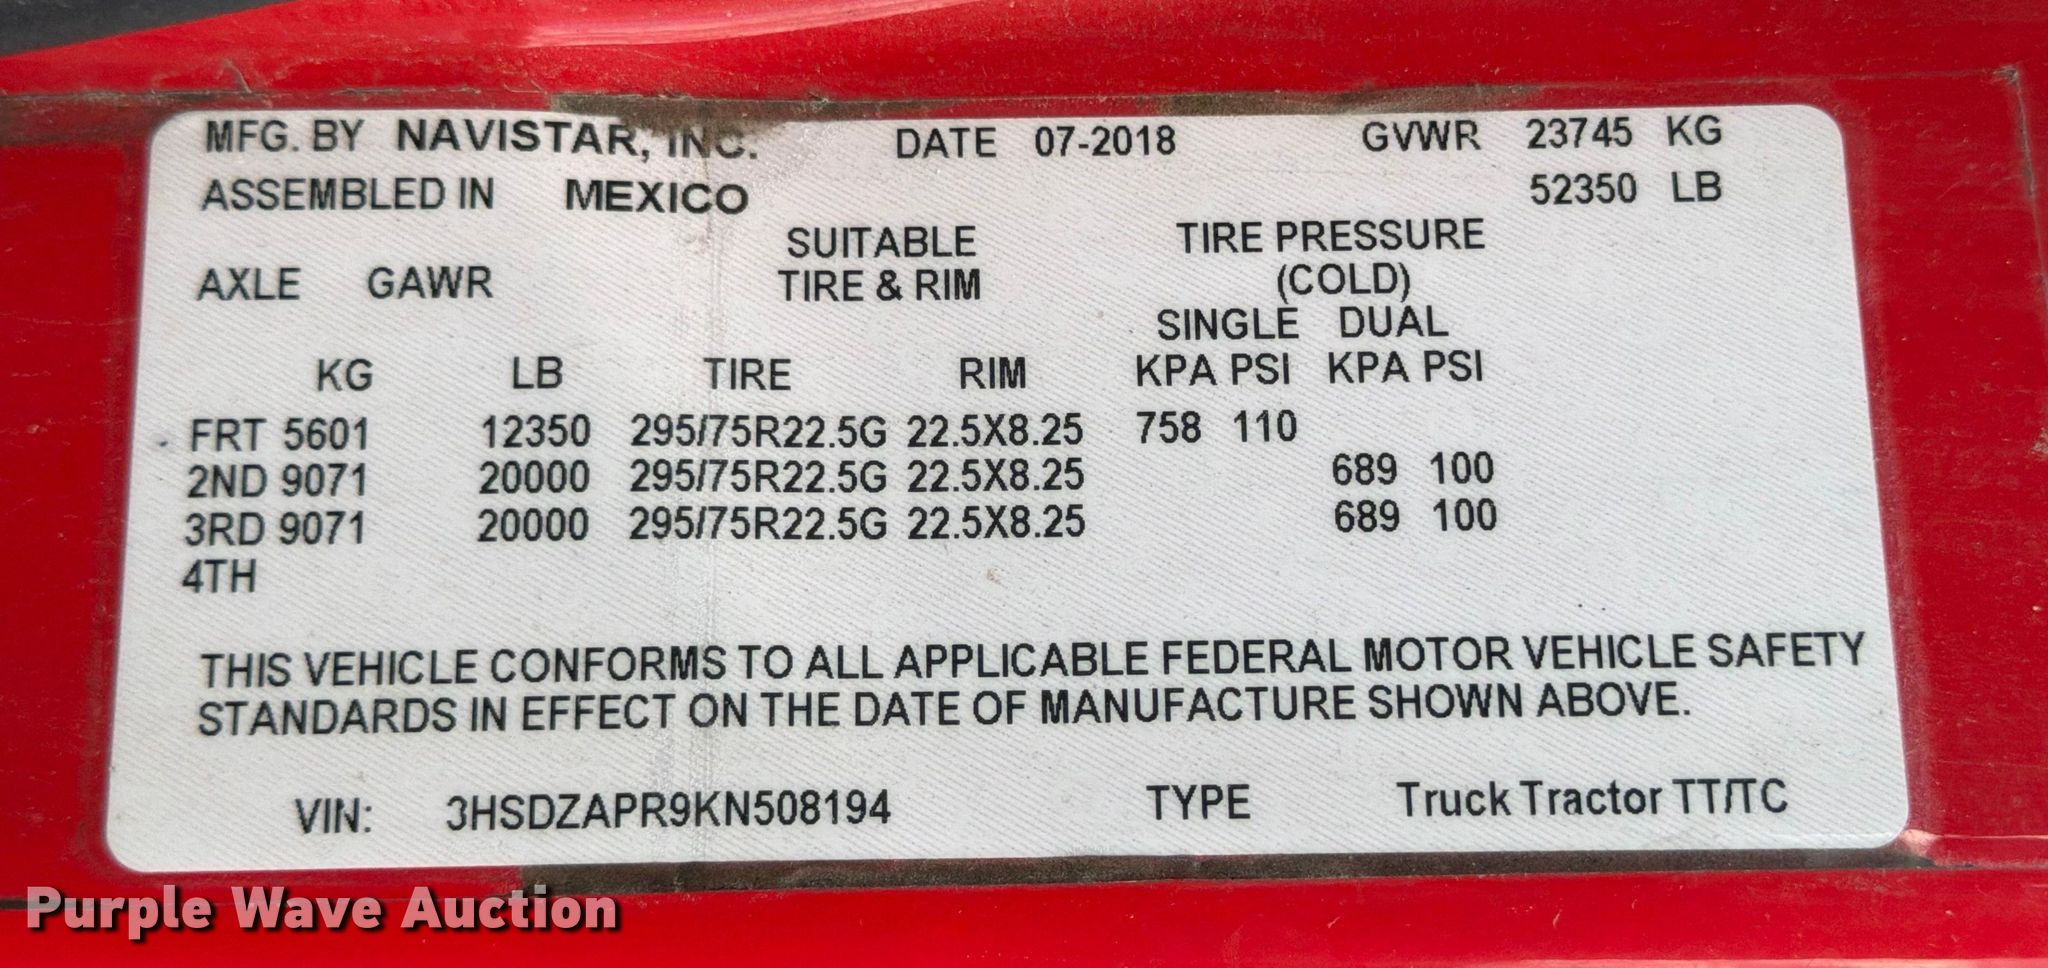 MFG. BY NAVISTAR, INC. DATE 07-2018 GVWR 23745 KG
ASSEMBLED IN MEXICO 52350 LB
SUITABLE TIRE PRESSURE
AXLE GAWR TIRE & RIM (COLD)
SINGLE DUAL
KG LB TIRE RIM KPA PSI KPA PSI
FRT 5601 12350 295/75R22.5G 22.5X8.25 758 110
2ND 9071 20000 295/75R22.5G 22.5X8.25 689 100
3RD 9071 20000 295/75R22.5G 22.5X8.25 689 100
4TH
THIS VEHICLE CONFORMS TO ALL APPLICABLE FEDERAL MOTOR VEHICLE SAFETY
STANDARDS IN EFFECT ON THE DATE OF MANUFACTURE SHOWN ABOVE.
VIN: 3HSDZAPR9KN508194 TYPE Truck Tractor TT/TC
Purple Wave Auction